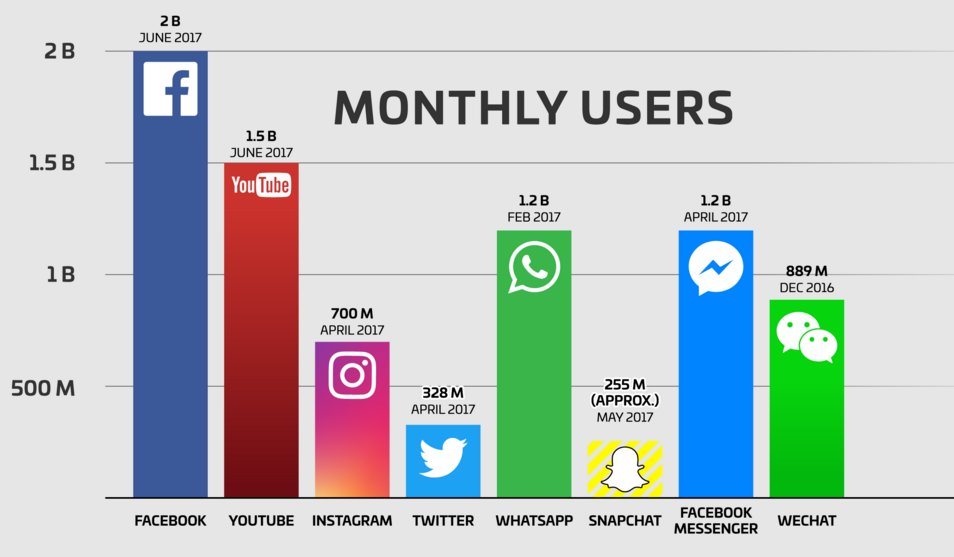 MONTHLY USERS
2 B
1.5 B
1 B
500 M
2 B
JUNE 2017
1.5 B
JUNE 2017
You Tube
700 M
APRIL 2017
328 M
APRIL 2017
1.2 B
FEB 2017
255 M
(APPROX.)
MAY 2017
1.2 B
APRIL 2017
889 M
DEC 2016
FACEBOOK
YOUTUBE
INSTAGRAM
TWITTER
WHATSAPP
SNAPCHAT
FACEBOOK
MESSENGER
WECHAT